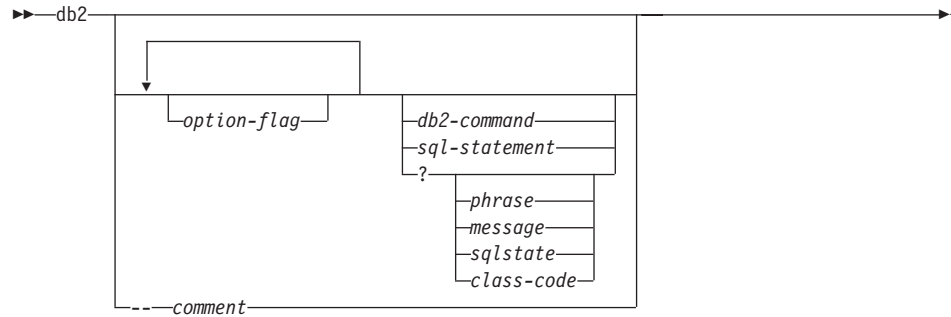 db2
option-flag
db2-command
sql-statement
?
phrase
message
sqlstate
class-code
-- comment